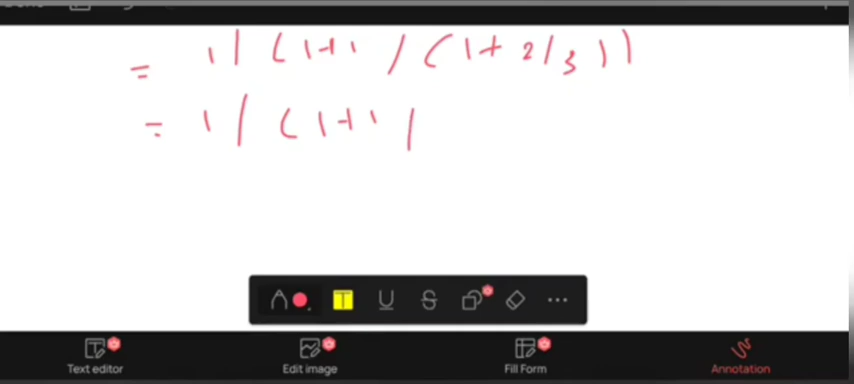 = 1/(1+1/(1+2/3))
= 1/(1+1/
T
U
S
...
Text editor
Edit image
Fill Form
Annotation